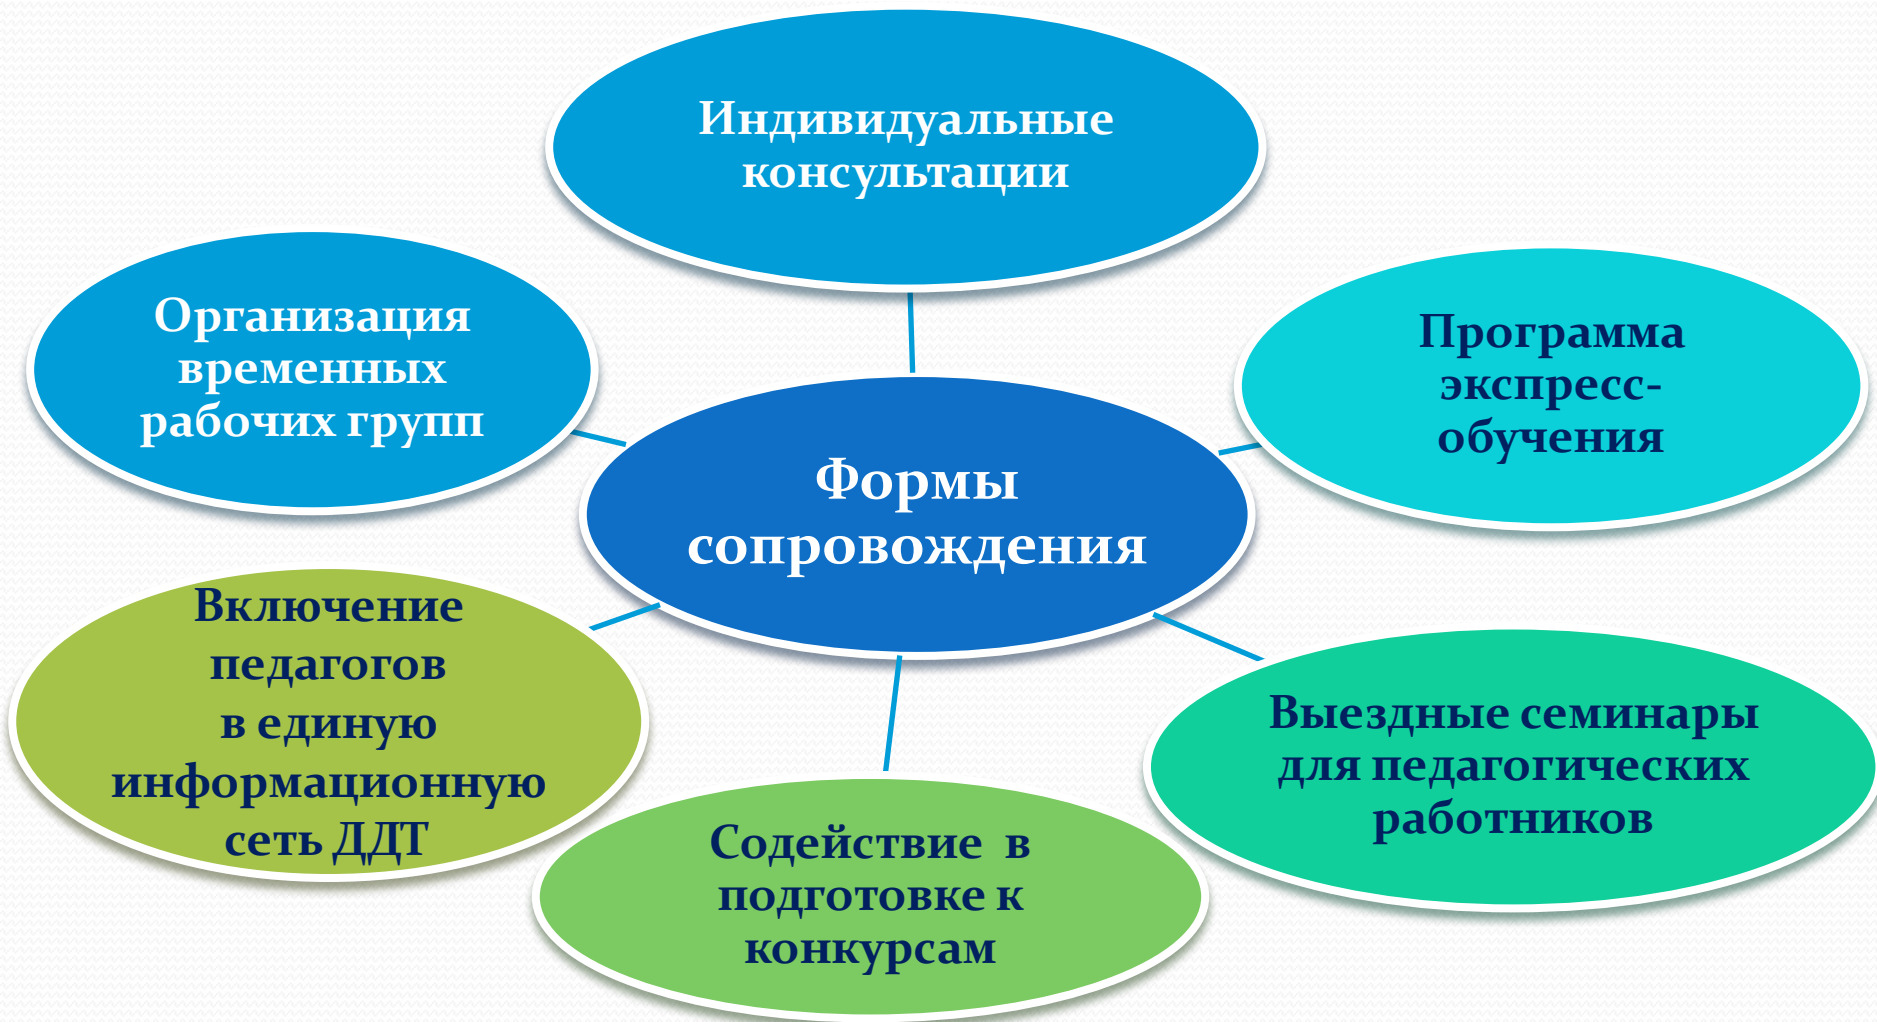 Индивидуальные
консультации
Организация
временных
рабочих групп
Программа
экспресс-
обучения
Формы
сопровождения
Включение
педагогов
в единую
информационную
сеть ДДТ
Выездные семинары
для педагогических
работников
Содействие в
подготовке к
конкурсам